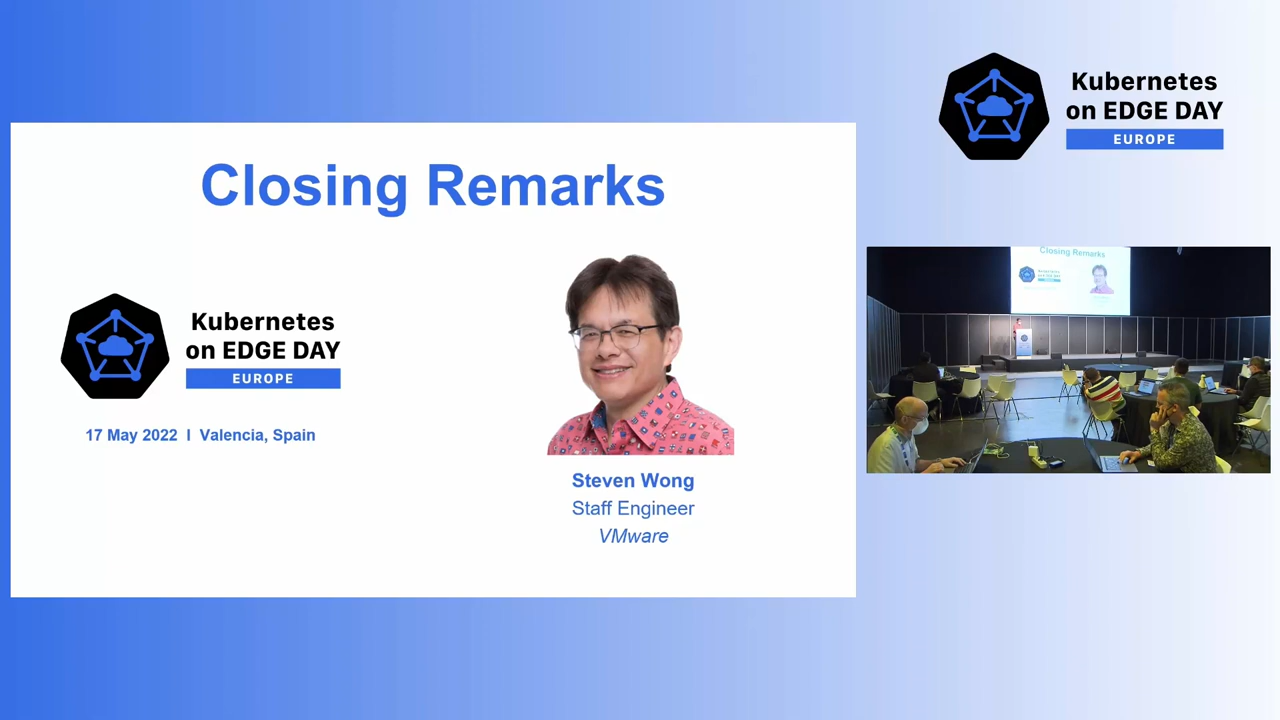 Closing Remarks
Kubernetes
on EDGE DAY
EUROPE
17 May 2022 I Valencia, Spain
Steven Wong
Staff Engineer
VMware
Kubernetes
on EDGE DAY
EUROPE
Closing Remarks